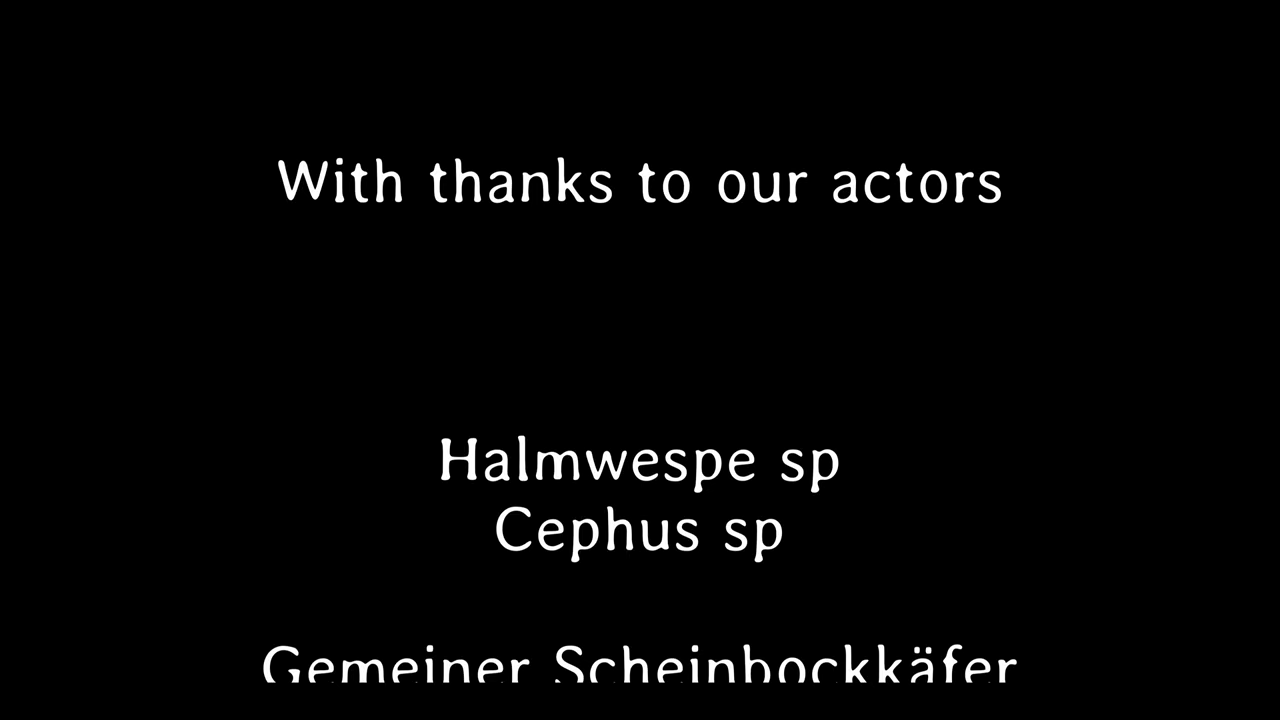 With thanks to our actors
Halmwespe sp
Cephus sp
Gemeiner Scheinbockkäfer